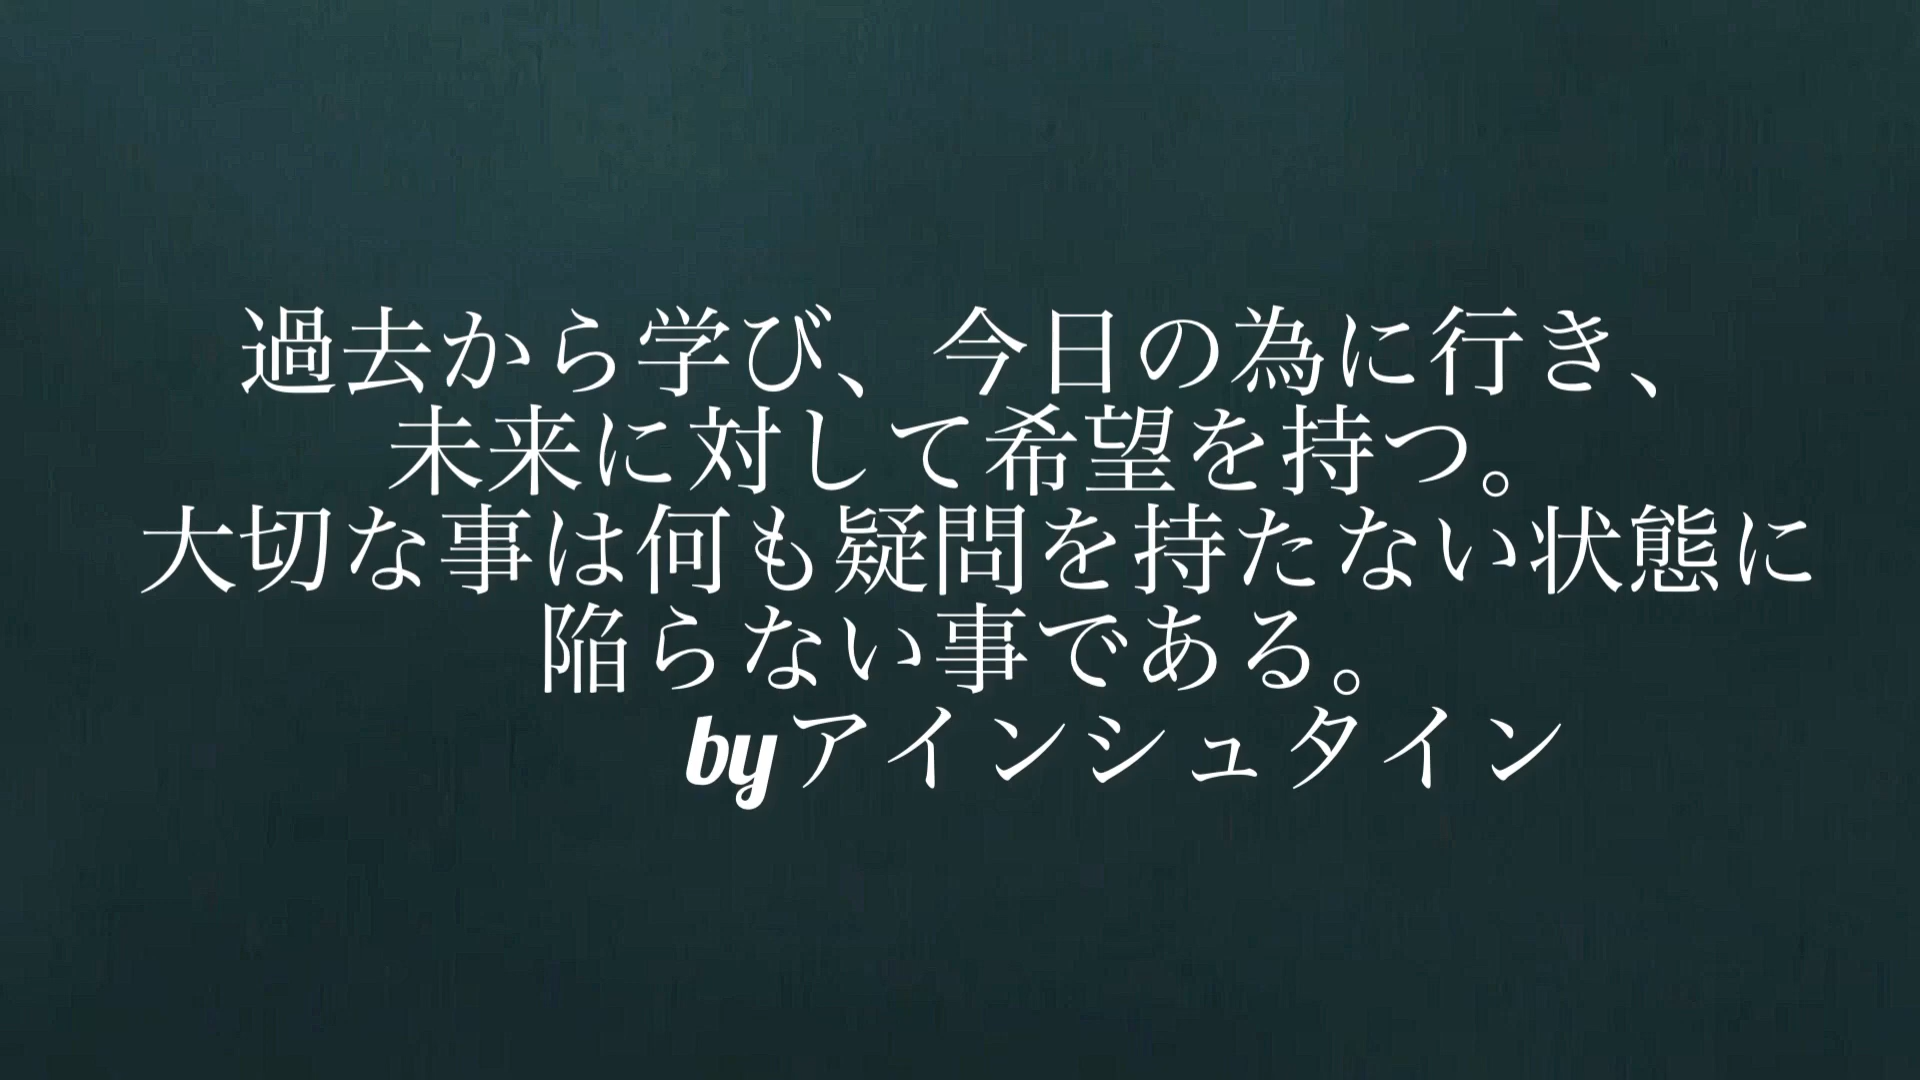 過去から学び、今日の為に行き、
未来に対して希望を持つ。
大切な事は何も疑問を持たない状態に
陥らない事である。
byアインシュタイン